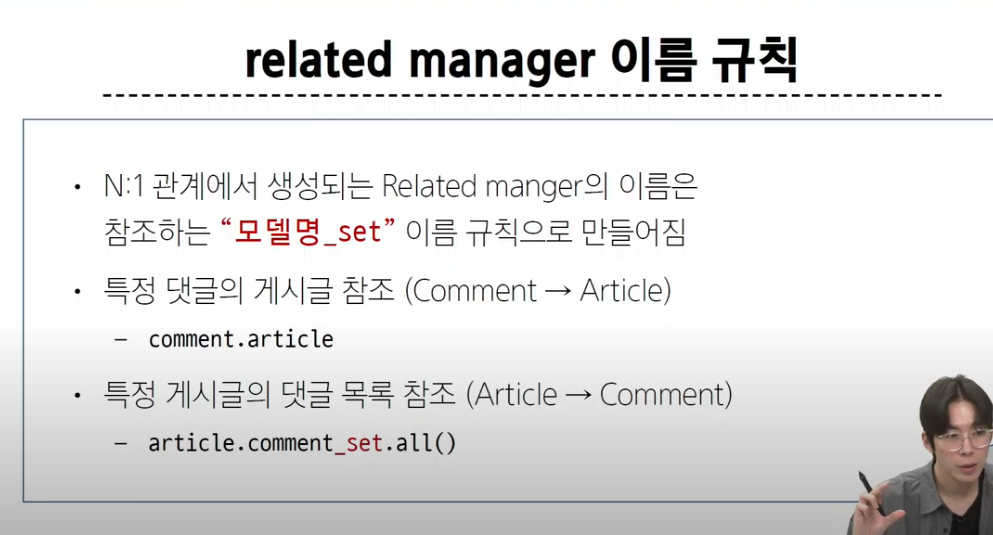 related manager 이름 규칙
• N:1 관계에서 생성되는 Related manger의 이름은
참조하는 “모델명_set” 이름 규칙으로 만들어짐
• 특정 댓글의 게시글 참조 (Comment → Article)
– comment.article
• 특정 게시글의 댓글 목록 참조 (Article → Comment)
– article.comment_set.all()